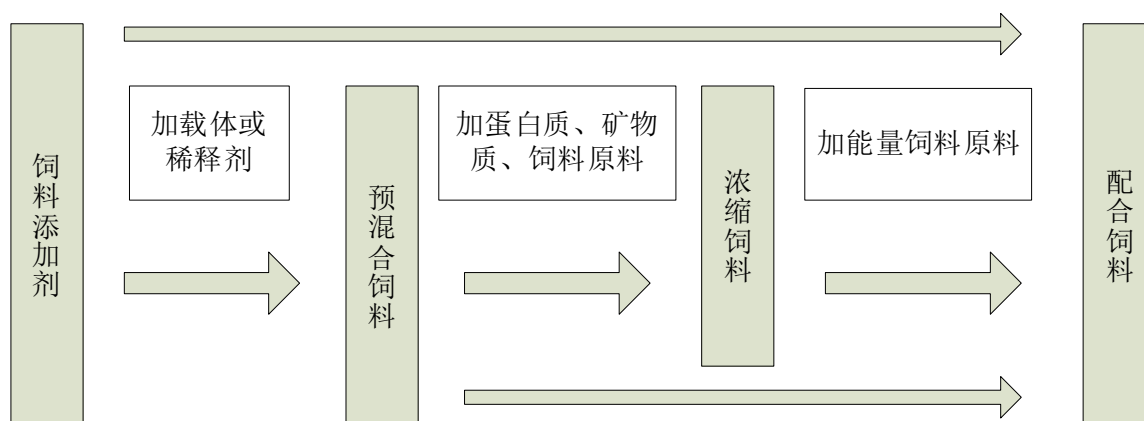 饲料添加剂
加载体或
稀释剂
预混合饲料
加蛋白质、矿物
质、饲料原料
浓缩饲料
加能量饲料原料
配合饲料